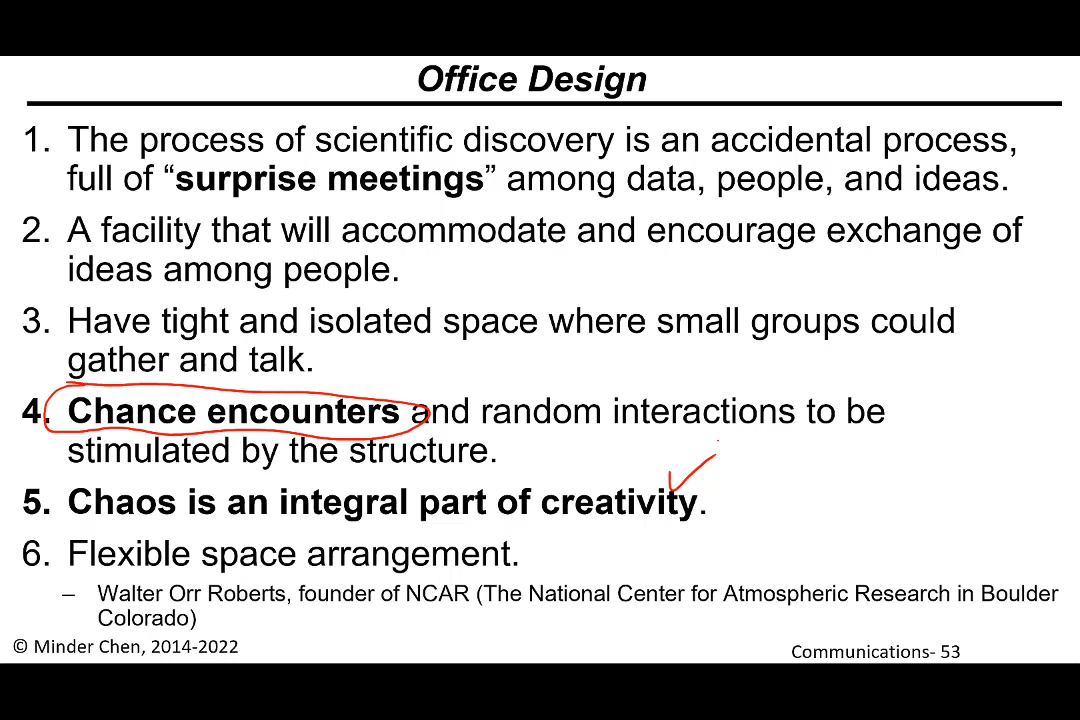 Office Design
1. The process of scientific discovery is an accidental process,
full of “surprise meetings” among data, people, and ideas.
2. A facility that will accommodate and encourage exchange of
ideas among people.
3. Have tight and isolated space where small groups could
gather and talk.
4. Chance encounters and random interactions to be
stimulated by the structure.
5. Chaos is an integral part of creativity.
6. Flexible space arrangement.
– Walter Orr Roberts, founder of NCAR (The National Center for Atmospheric Research in Boulder
Colorado)
© Minder Chen, 2014-2022
Communications- 53